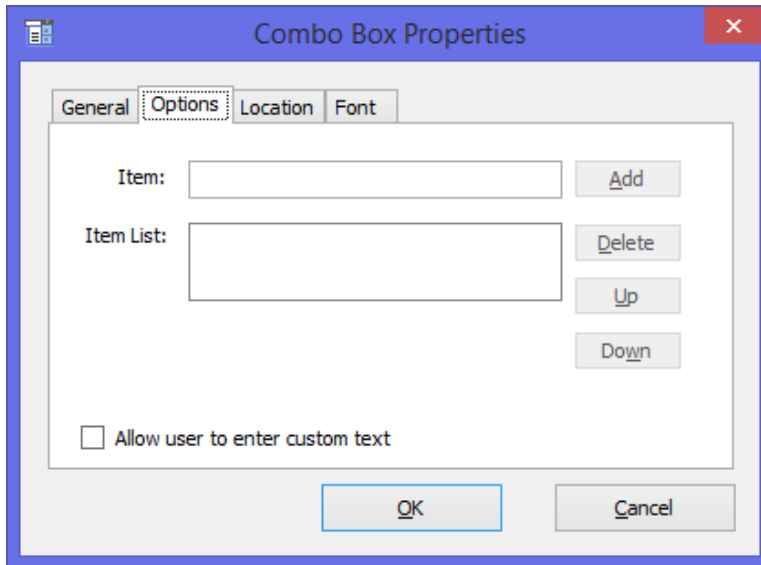 Combo Box Properties
General Options Location Font
Item: Add
Item List: Delete
Up
Down
Allow user to enter custom text
OK Cancel